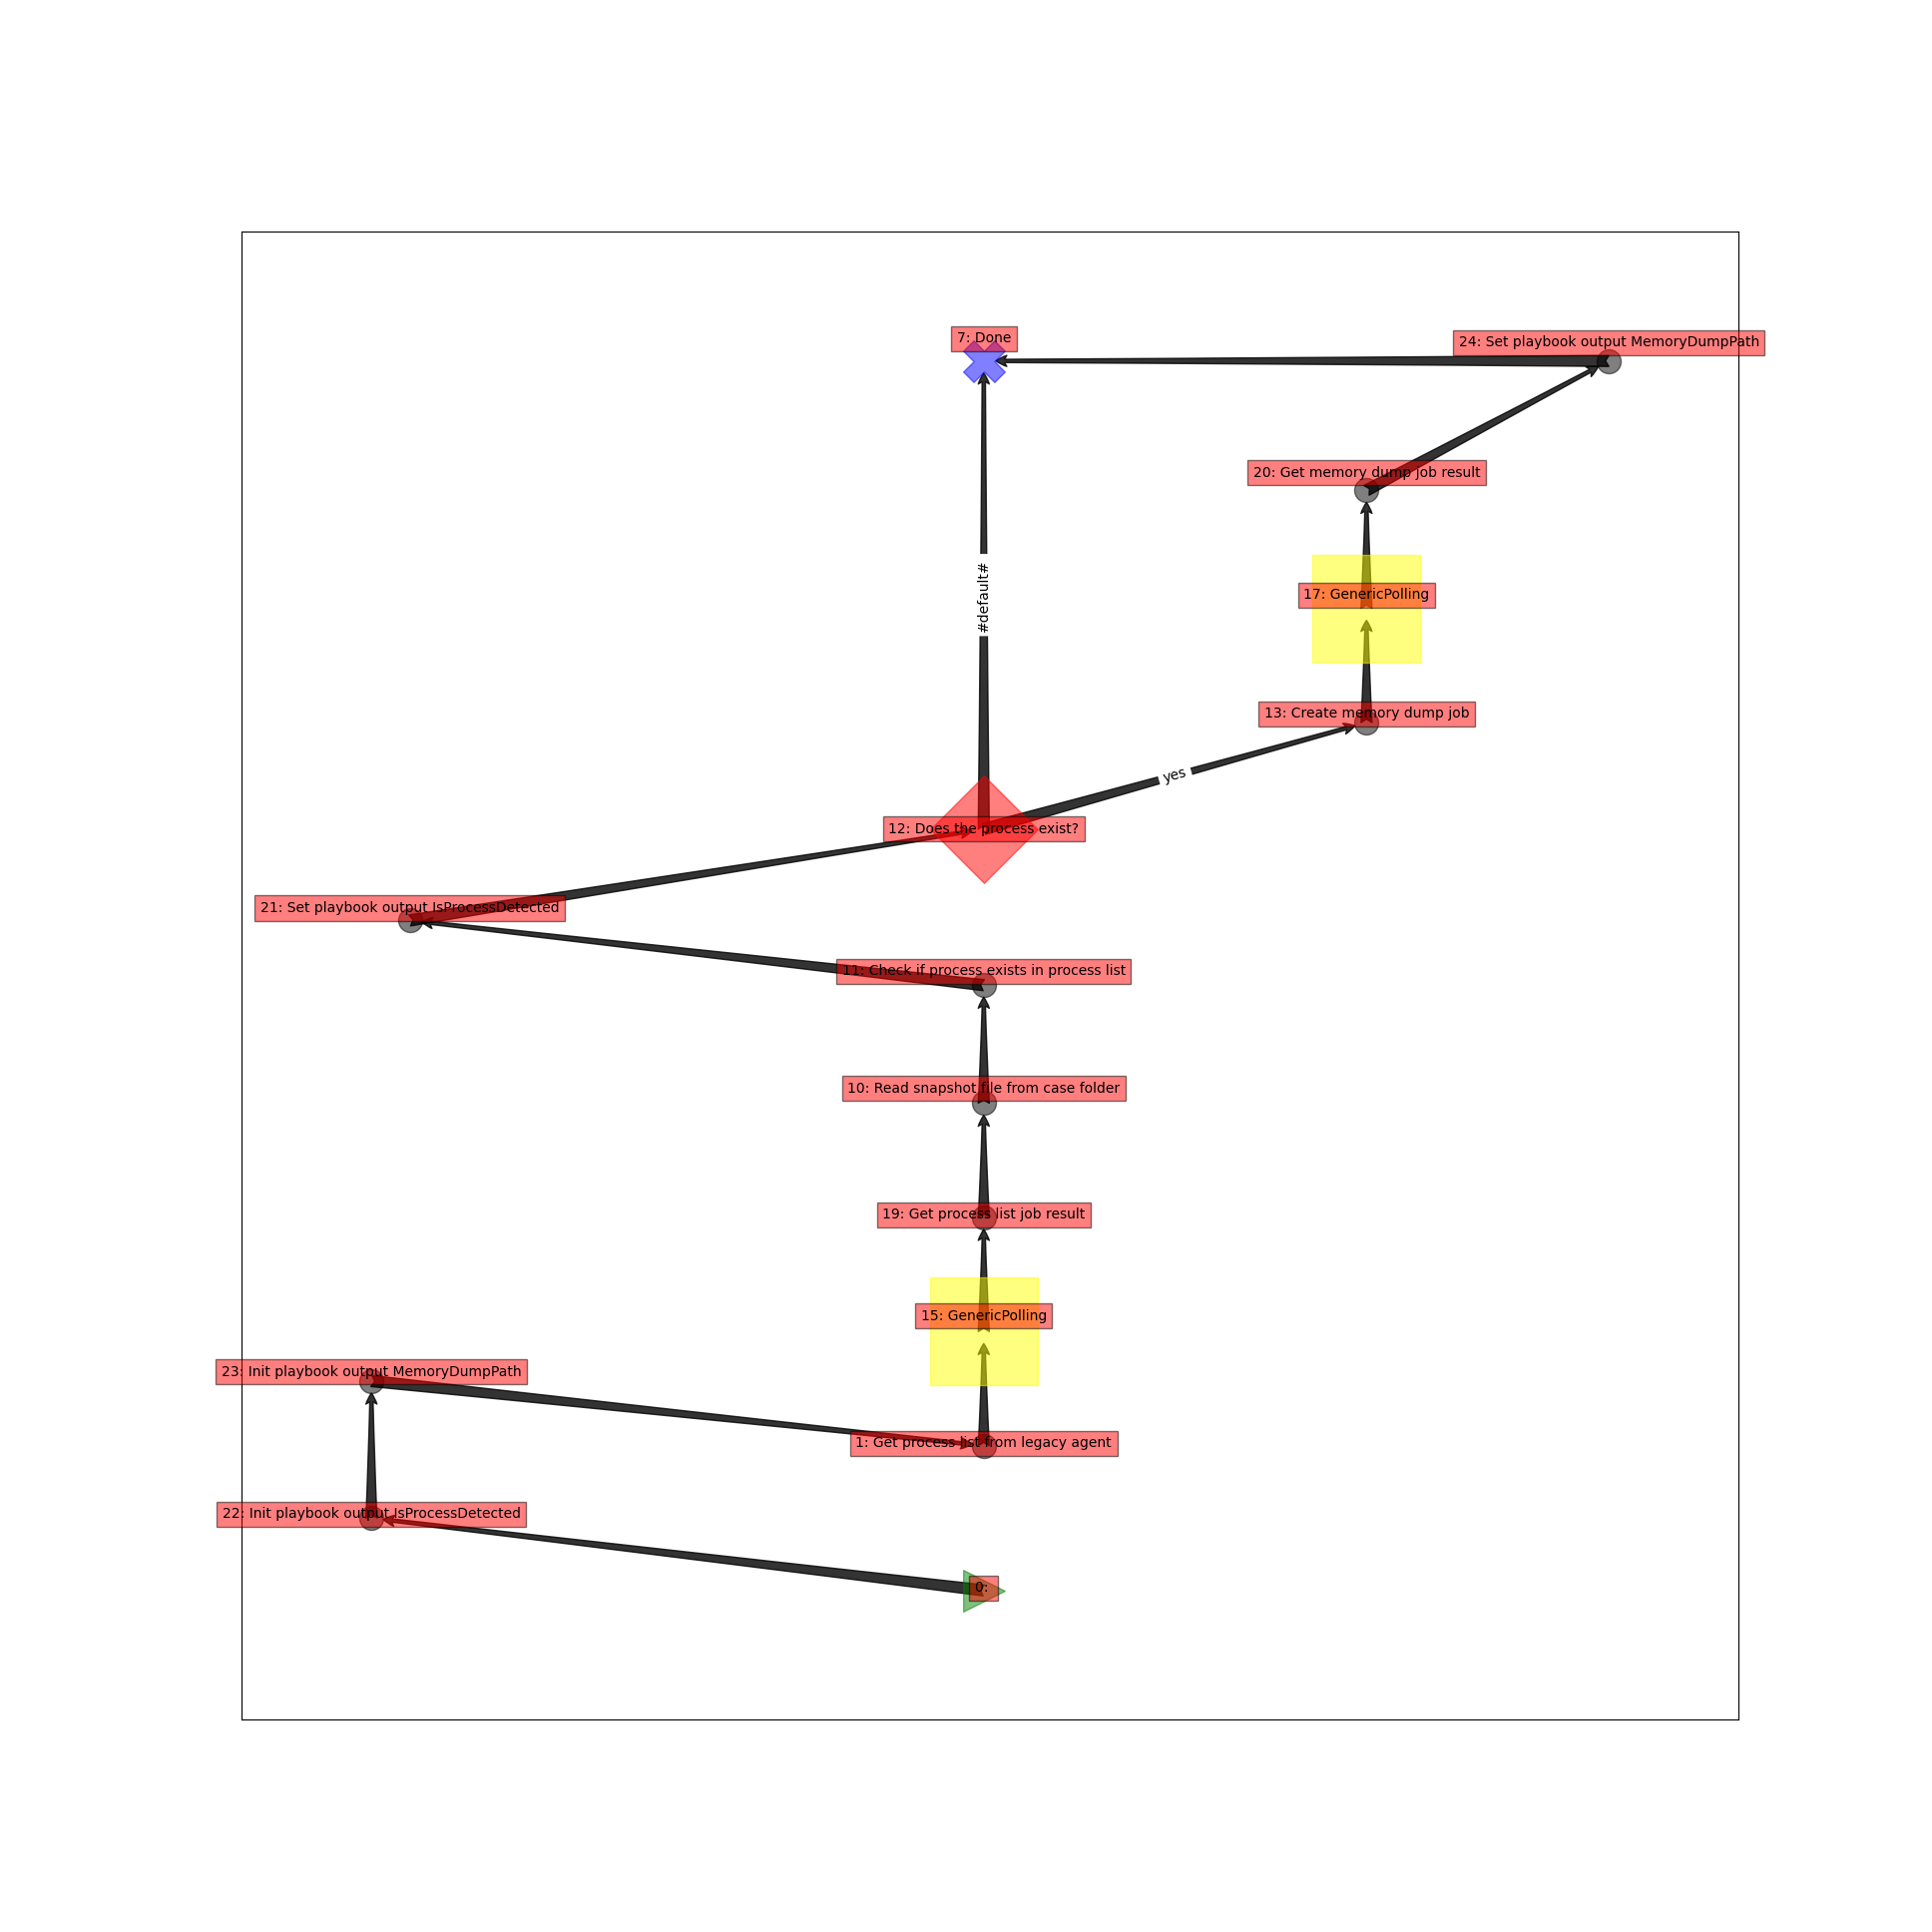 7: Done
24: Set playbook output MemoryDumpPath
20: Get memory dump job result
#default#
17: GenericPolling
13: Create memory dump job
yes
12: Does the process exist?
21: Set playbook output IsProcessDetected
11: Check if process exists in process list
10: Read snapshot file from case folder
19: Get process list job result
15: GenericPolling
23: Init playbook output MemoryDumpPath
1: Get process list from legacy agent
22: Init playbook output IsProcessDetected
0: